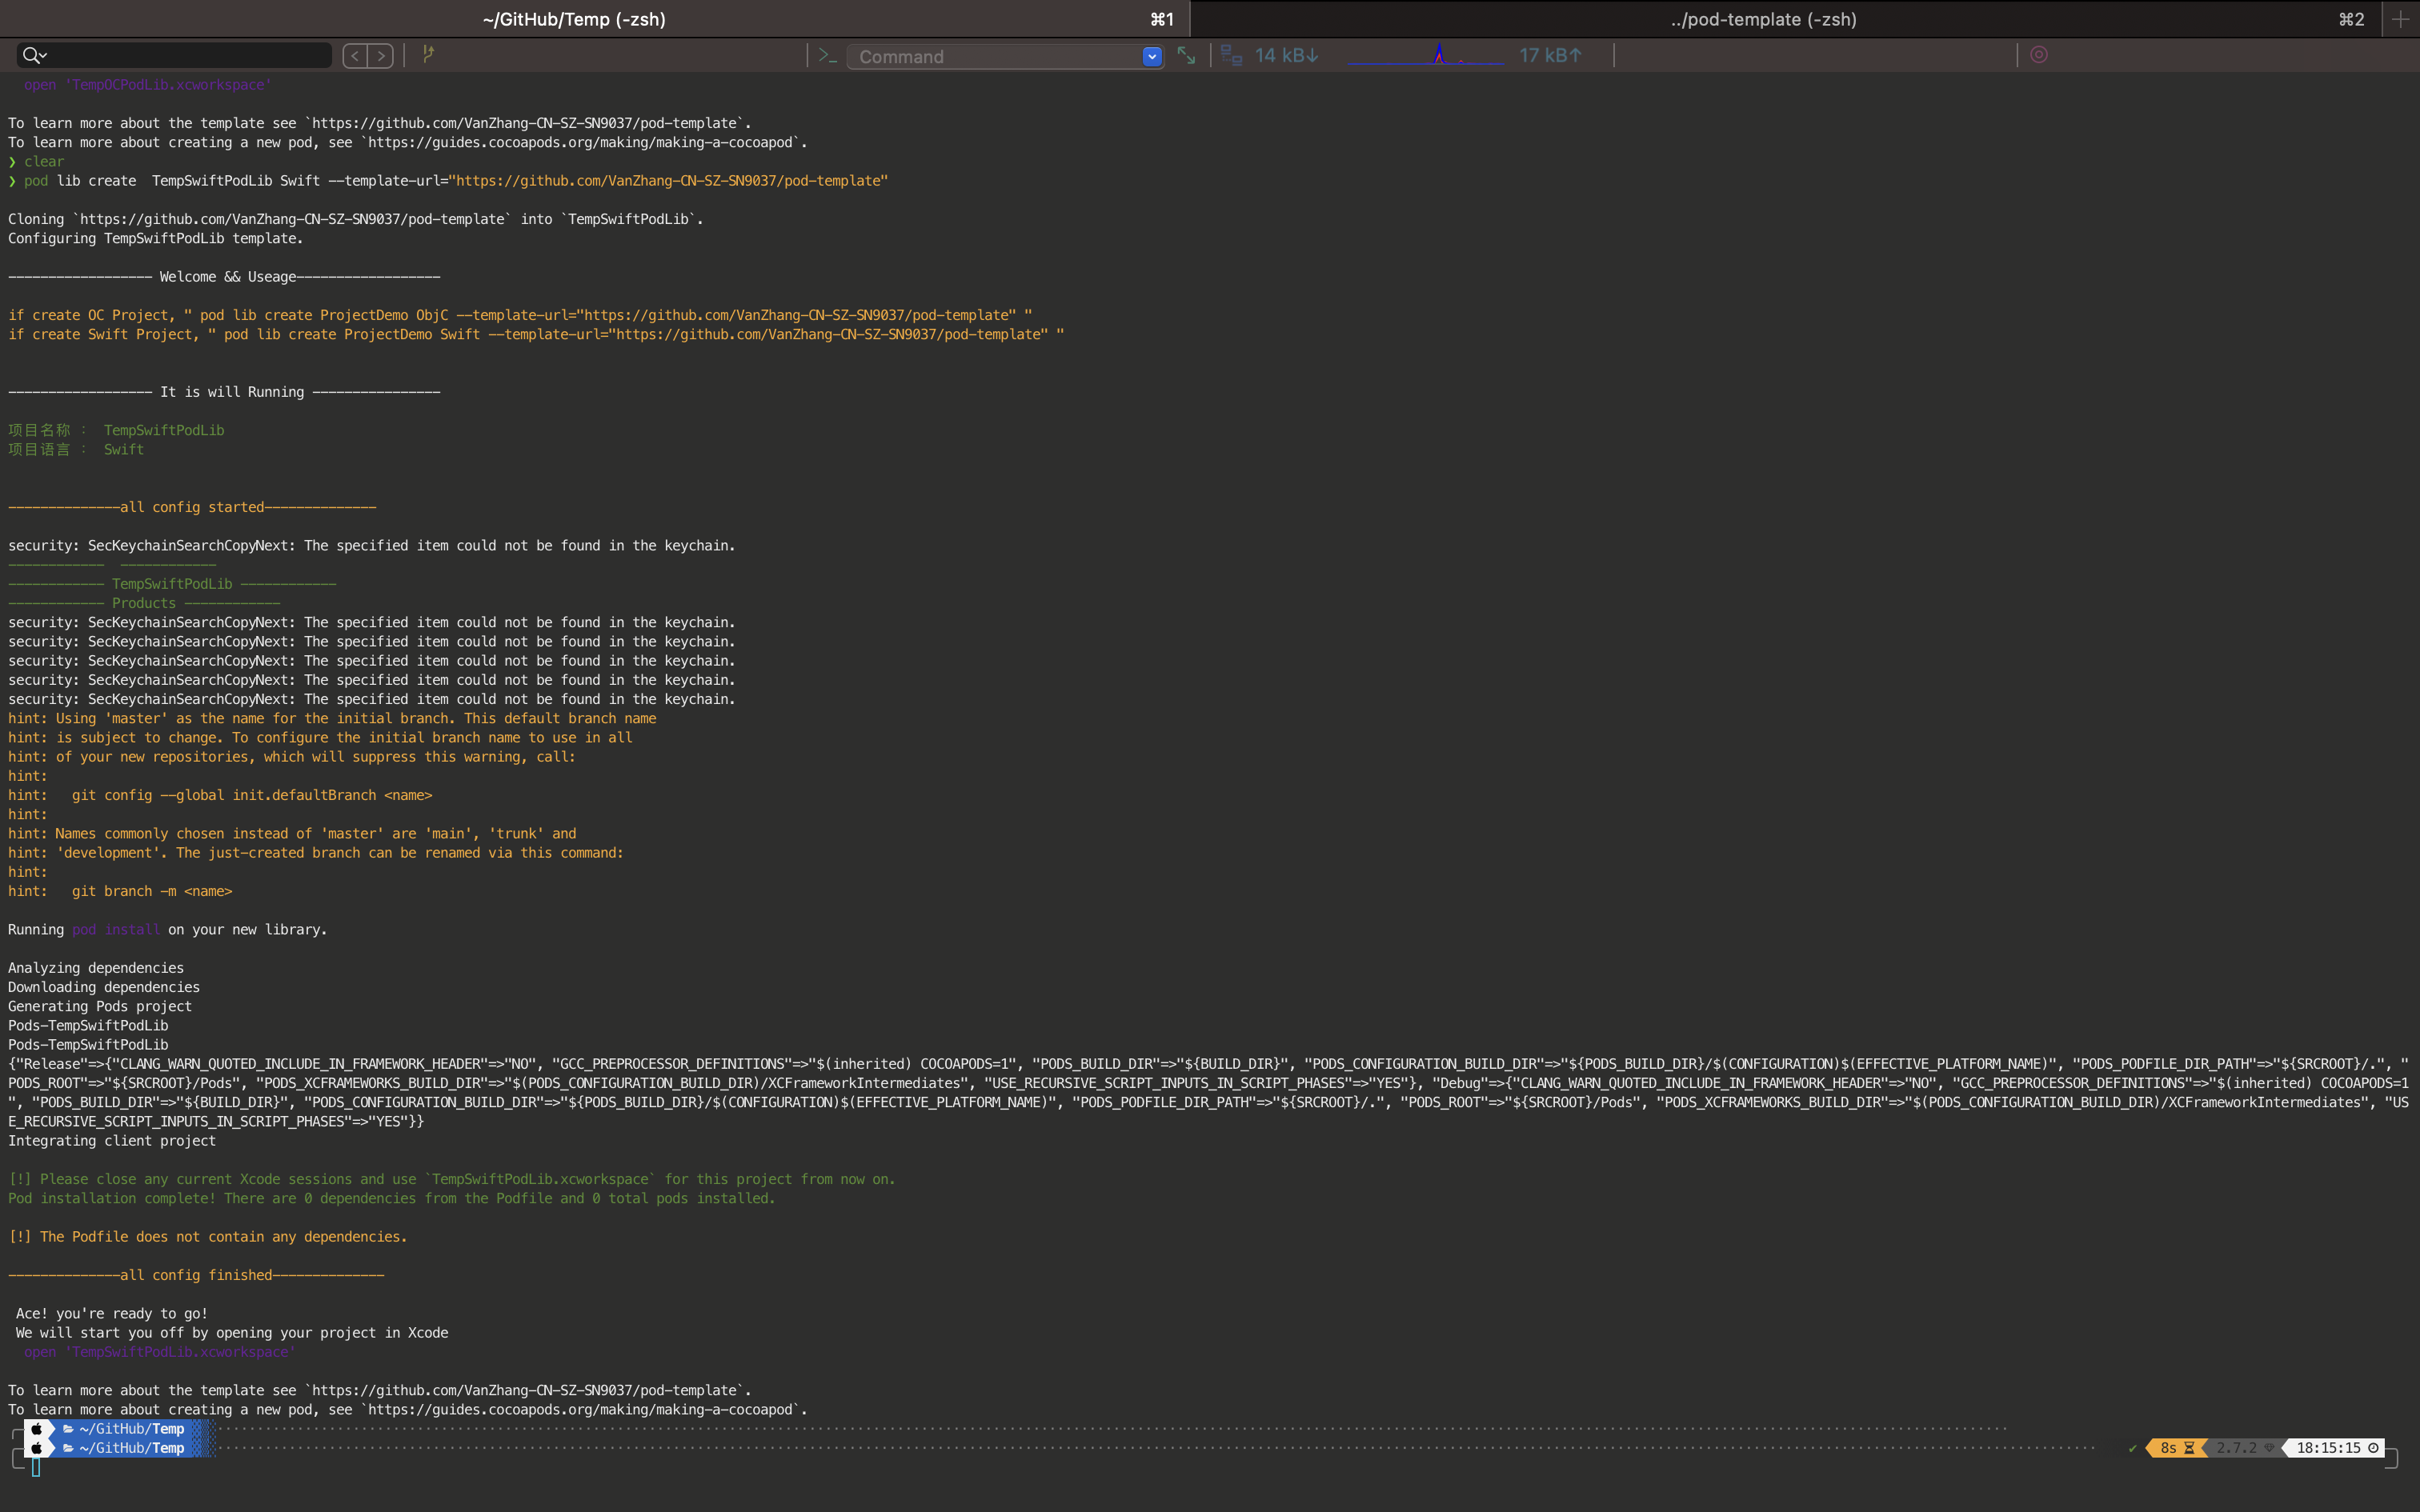 ~/GitHub/Temp (-zsh) ⌘1 ../pod-template (-zsh) ⌘2
Command 14 kB↓ 17 kB↑
open 'TempOCPodLib.xcworkspace'
To learn more about the template see `https://github.com/VanZhang-CN-SZ-SN9037/pod-template`.
To learn more about creating a new pod, see `https://guides.cocoapods.org/making/making-a-cocoapod`.
❯ clear
❯ pod lib create  TempSwiftPodLib Swift --template-url="https://github.com/VanZhang-CN-SZ-SN9037/pod-template"
Cloning `https://github.com/VanZhang-CN-SZ-SN9037/pod-template` into `TempSwiftPodLib`.
Configuring TempSwiftPodLib template.
------------------ Welcome && Useage------------------
if create OC Project, " pod lib create ProjectDemo ObjC --template-url="https://github.com/VanZhang-CN-SZ-SN9037/pod-template" "
if create Swift Project, " pod lib create ProjectDemo Swift --template-url="https://github.com/VanZhang-CN-SZ-SN9037/pod-template" "
------------------ It is will Running ----------------
项目名称 :  TempSwiftPodLib
项目语言 :  Swift
--------------all config started--------------
security: SecKeychainSearchCopyNext: The specified item could not be found in the keychain.
------------  ------------
------------ TempSwiftPodLib ------------
------------ Products ------------
security: SecKeychainSearchCopyNext: The specified item could not be found in the keychain.
security: SecKeychainSearchCopyNext: The specified item could not be found in the keychain.
security: SecKeychainSearchCopyNext: The specified item could not be found in the keychain.
security: SecKeychainSearchCopyNext: The specified item could not be found in the keychain.
security: SecKeychainSearchCopyNext: The specified item could not be found in the keychain.
hint: Using 'master' as the name for the initial branch. This default branch name
hint: is subject to change. To configure the initial branch name to use in all
hint: of your new repositories, which will suppress this warning, call:
hint:
hint:   git config --global init.defaultBranch <name>
hint:
hint: Names commonly chosen instead of 'master' are 'main', 'trunk' and
hint: 'development'. The just-created branch can be renamed via this command:
hint:
hint:   git branch -m <name>
Running pod install on your new library.
Analyzing dependencies
Downloading dependencies
Generating Pods project
Pods-TempSwiftPodLib
Pods-TempSwiftPodLib
{"Release"=>{"CLANG_WARN_QUOTED_INCLUDE_IN_FRAMEWORK_HEADER"=>"NO", "GCC_PREPROCESSOR_DEFINITIONS"=>"$(inherited) COCOAPODS=1", "PODS_BUILD_DIR"=>"${BUILD_DIR}", "PODS_CONFIGURATION_BUILD_DIR"=>"${PODS_BUILD_DIR}/$(CONFIGURATION)$(EFFECTIVE_PLATFORM_NAME)", "PODS_PODFILE_DIR_PATH"=>"${SRCROOT}/.", "
PODS_ROOT"=>"${SRCROOT}/Pods", "PODS_XCFRAMEWORKS_BUILD_DIR"=>"$(PODS_CONFIGURATION_BUILD_DIR)/XCFrameworkIntermediates", "USE_RECURSIVE_SCRIPT_INPUTS_IN_SCRIPT_PHASES"=>"YES"}, "Debug"=>{"CLANG_WARN_QUOTED_INCLUDE_IN_FRAMEWORK_HEADER"=>"NO", "GCC_PREPROCESSOR_DEFINITIONS"=>"$(inherited) COCOAPODS=1
", "PODS_BUILD_DIR"=>"${BUILD_DIR}", "PODS_CONFIGURATION_BUILD_DIR"=>"${PODS_BUILD_DIR}/$(CONFIGURATION)$(EFFECTIVE_PLATFORM_NAME)", "PODS_PODFILE_DIR_PATH"=>"${SRCROOT}/.", "PODS_ROOT"=>"${SRCROOT}/Pods", "PODS_XCFRAMEWORKS_BUILD_DIR"=>"$(PODS_CONFIGURATION_BUILD_DIR)/XCFrameworkIntermediates", "US
E_RECURSIVE_SCRIPT_INPUTS_IN_SCRIPT_PHASES"=>"YES"}}
Integrating client project
[!] Please close any current Xcode sessions and use `TempSwiftPodLib.xcworkspace` for this project from now on.
Pod installation complete! There are 0 dependencies from the Podfile and 0 total pods installed.
[!] The Podfile does not contain any dependencies.
--------------all config finished--------------
Ace! you're ready to go!
We will start you off by opening your project in Xcode
open 'TempSwiftPodLib.xcworkspace'
To learn more about the template see `https://github.com/VanZhang-CN-SZ-SN9037/pod-template`.
To learn more about creating a new pod, see `https://guides.cocoapods.org/making/making-a-cocoapod`.
~/GitHub/Temp
~/GitHub/Temp ✔ 8s 2.7.2 18:15:15